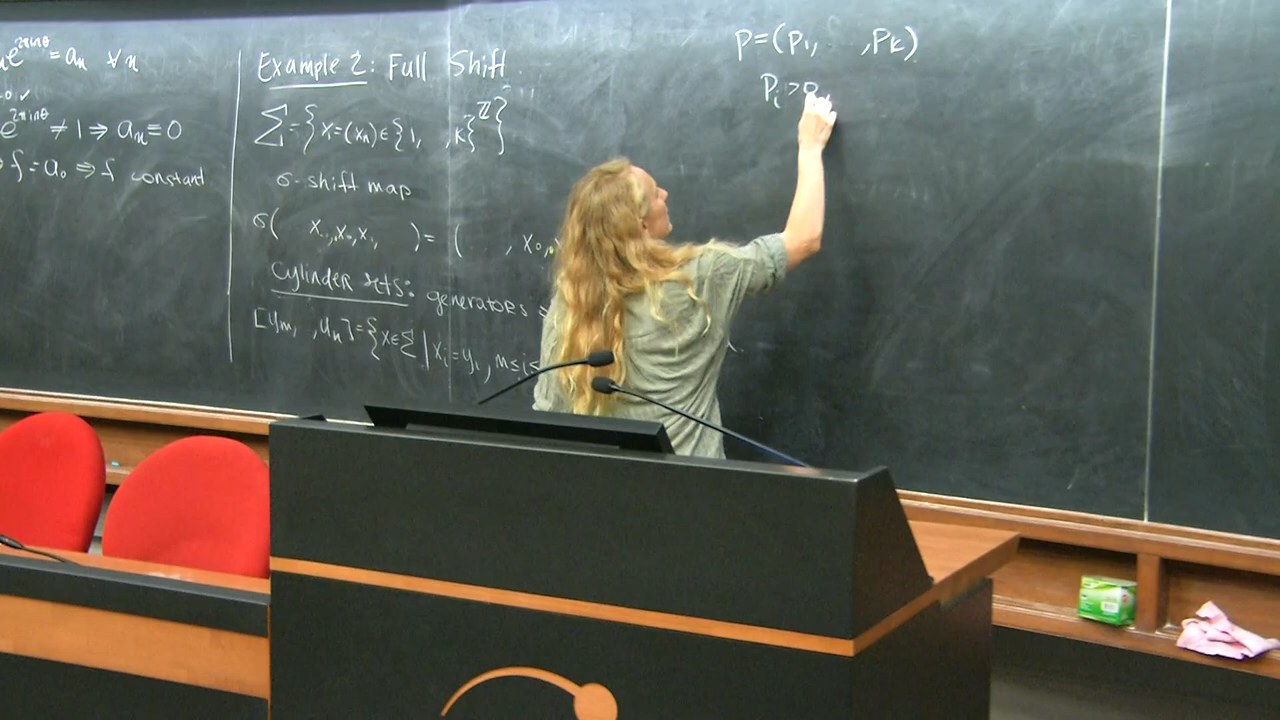 e^{2πinθ} = a_n ∀n
e^{2πinθ} ≠ 1 ⇒ a_n = 0
⇒ f = a_0 ⇒ f constant
Example 2: Full Shift
Σ = {x=(x_n)∈{1, ,k}^ℤ}
σ - shift map
σ( x_{-1},x_0,x_1, ) = ( , x_0,
Cylinder sets: generators
[y_m, ,y_n] = {x∈Σ | x_i = y_i, m≤i≤
p=(p_1, ,p_k)
p_i >0